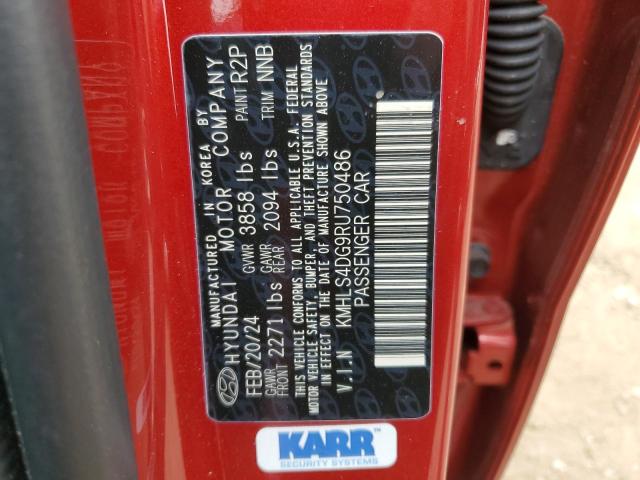 MANUFACTURED IN KOREA BY
HYUNDAI MOTOR COMPANY
FEB/20/24 GVWR 3858 lbs PAINT R2P
GAWR FRONT 2271 lbs GAWR REAR 2094 lbs TRIM NNB
THIS VEHICLE CONFORMS TO ALL APPLICABLE U.S.A. FEDERAL
MOTOR VEHICLE SAFETY, BUMPER, AND THEFT PREVENTION STANDARDS
IN EFFECT ON THE DATE OF MANUFACTURE SHOWN ABOVE
V.I.N KMHLS4DG9RU750486
PASSENGER CAR
KARR
SECURITY SYSTEMS